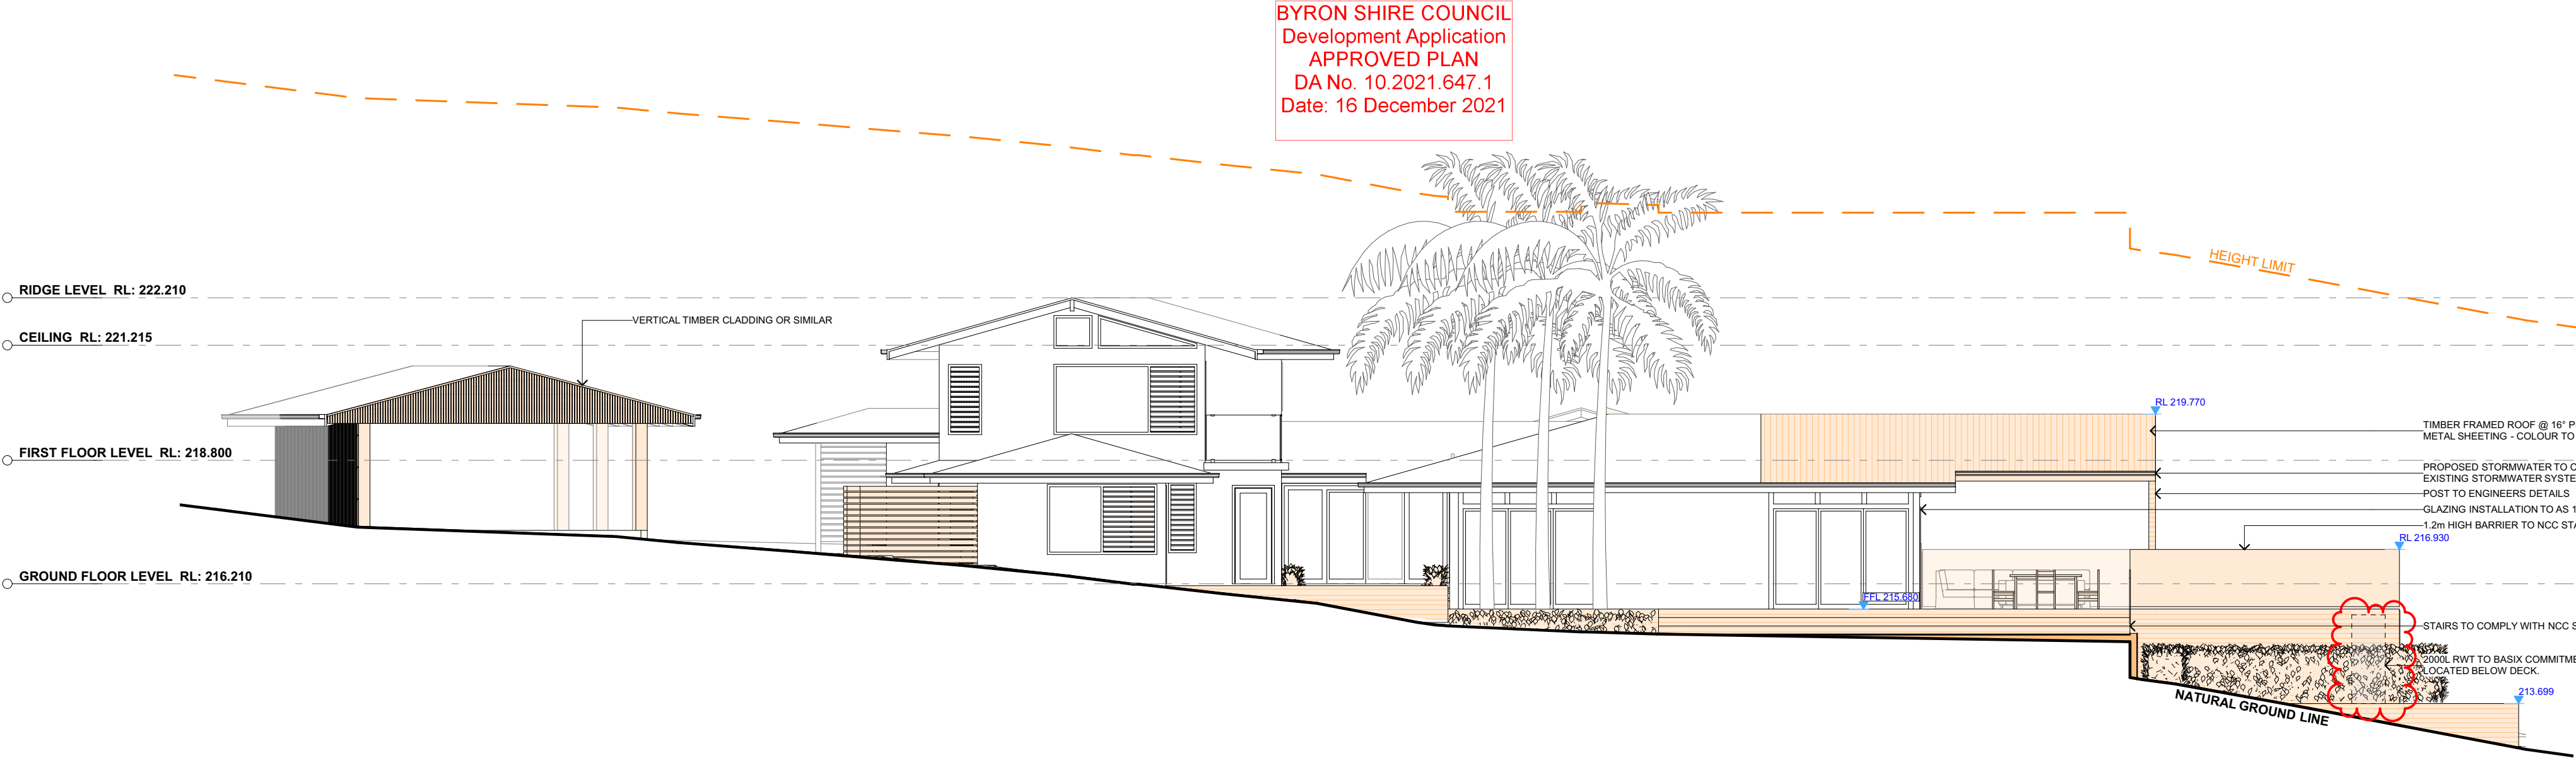 BYRON SHIRE COUNCIL
Development Application
APPROVED PLAN
DA No. 10.2021.647.1
Date: 16 December 2021
HEIGHT LIMIT
RIDGE LEVEL RL: 222.210
VERTICAL TIMBER CLADDING OR SIMILAR
CEILING RL: 221.215
RL 219.770
TIMBER FRAMED ROOF @ 16° P
METAL SHEETING - COLOUR TO
FIRST FLOOR LEVEL RL: 218.800
PROPOSED STORMWATER TO C
EXISTING STORMWATER SYSTE
POST TO ENGINEERS DETAILS
GLAZING INSTALLATION TO AS 1
1.2m HIGH BARRIER TO NCC STA
RL 216.930
GROUND FLOOR LEVEL RL: 216.210
FFL 215.680
STAIRS TO COMPLY WITH NCC S
2000L RWT TO BASIX COMMITME
LOCATED BELOW DECK.
213.699
NATURAL GROUND LINE